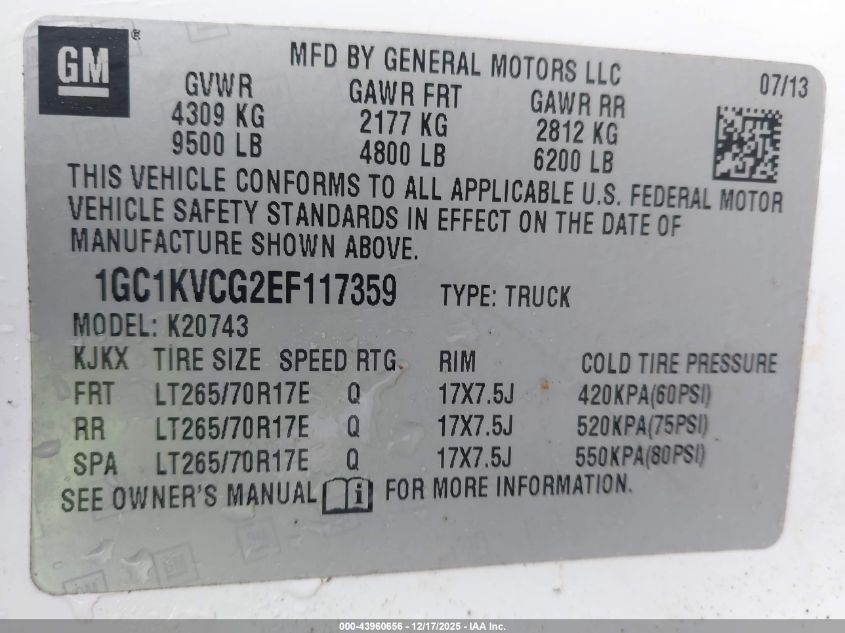 GM®
MFD BY GENERAL MOTORS LLC
07/13
GVWR GAWR FRT GAWR RR
4309 KG 2177 KG 2812 KG
9500 LB 4800 LB 6200 LB
THIS VEHICLE CONFORMS TO ALL APPLICABLE U.S. FEDERAL MOTOR
VEHICLE SAFETY STANDARDS IN EFFECT ON THE DATE OF
MANUFACTURE SHOWN ABOVE.
1GC1KVCG2EF117359 TYPE: TRUCK
MODEL: K20743
KJKX TIRE SIZE SPEED RTG. RIM COLD TIRE PRESSURE
FRT LT265/70R17E Q 17X7.5J 420KPA(60PSI)
RR LT265/70R17E Q 17X7.5J 520KPA(75PSI)
SPA LT265/70R17E Q 17X7.5J 550KPA(80PSI)
SEE OWNER'S MANUAL i FOR MORE INFORMATION.
000-43960656 - 12/17/2025 - IAA Inc.